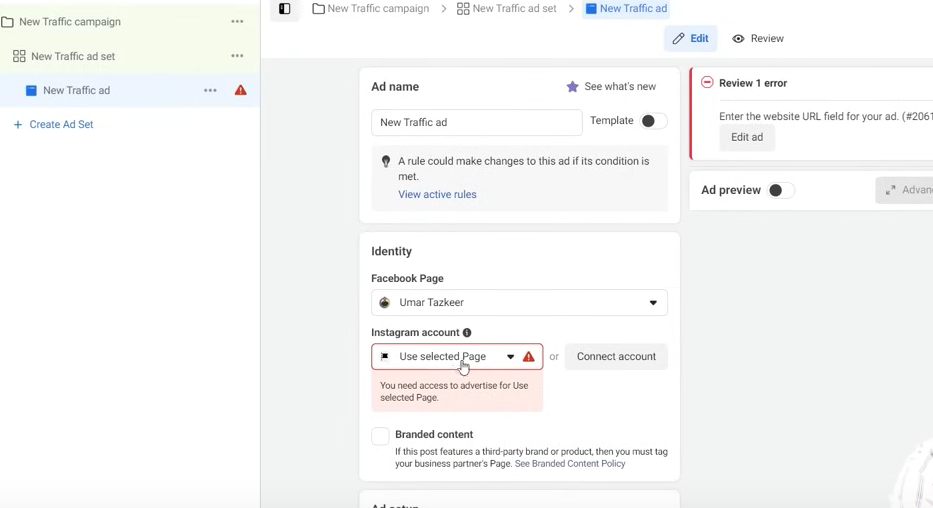 New Traffic campaign > New Traffic ad set > New Traffic ad
New Traffic campaign ...
New Traffic ad set ...
New Traffic ad ...
+ Create Ad Set
Edit Review
Ad name See what's new
New Traffic ad Template
A rule could make changes to this ad if its condition is
met.
View active rules
Identity
Facebook Page
Umar Tazkeer
Instagram account
Use selected Page or Connect account
You need access to advertise for Use
selected Page.
Branded content
If this post features a third-party brand or product, then you must tag
your business partner's Page. See Branded Content Policy
Review 1 error
Enter the website URL field for your ad. (#2061
Edit ad
Ad preview